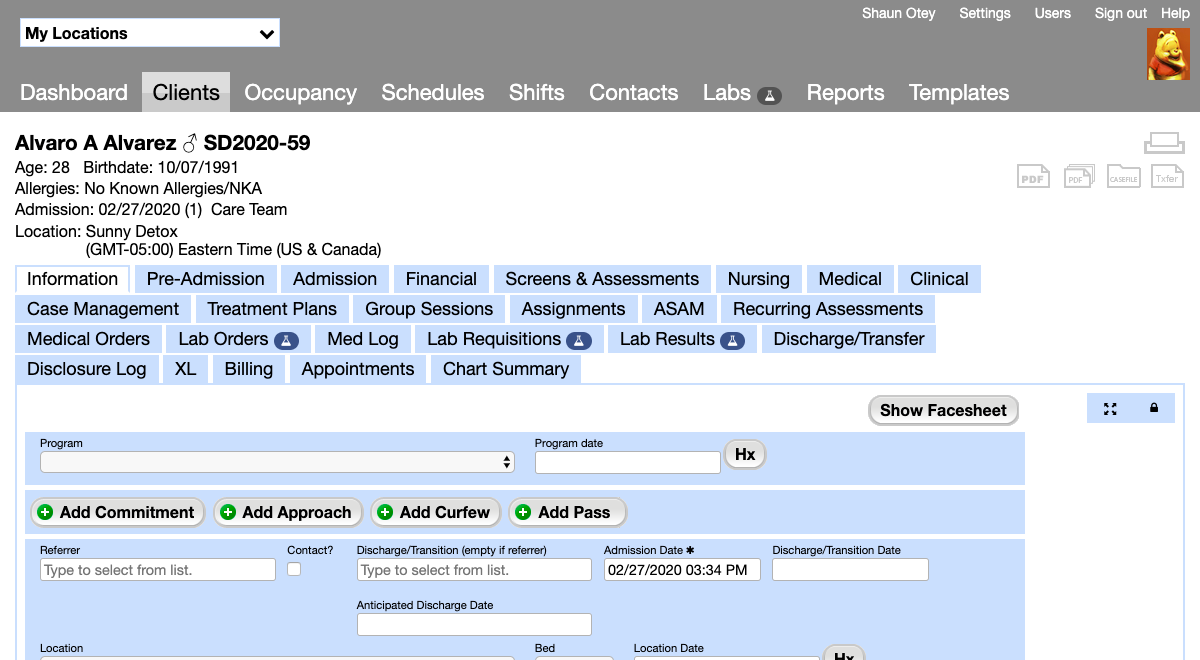 Shaun Otey Settings Users Sign out Help
My Locations
Dashboard Clients Occupancy Schedules Shifts Contacts Labs Reports Templates
Alvaro A Alvarez ♂ SD2020-59
Age: 28 Birthdate: 10/07/1991
Allergies: No Known Allergies/NKA
PDF PDF CASEFILE Txfer
Admission: 02/27/2020 (1) Care Team
Location: Sunny Detox
(GMT-05:00) Eastern Time (US & Canada)
Information Pre-Admission Admission Financial Screens & Assessments Nursing Medical Clinical
Case Management Treatment Plans Group Sessions Assignments ASAM Recurring Assessments
Medical Orders Lab Orders Med Log Lab Requisitions Lab Results Discharge/Transfer
Disclosure Log XL Billing Appointments Chart Summary
Show Facesheet
Program Program date
Hx
Add Commitment Add Approach Add Curfew Add Pass
Referrer Contact? Discharge/Transition (empty if referrer) Admission Date ✱ Discharge/Transition Date
Type to select from list. Type to select from list. 02/27/2020 03:34 PM
Anticipated Discharge Date
Location Bed Location Date
Hx